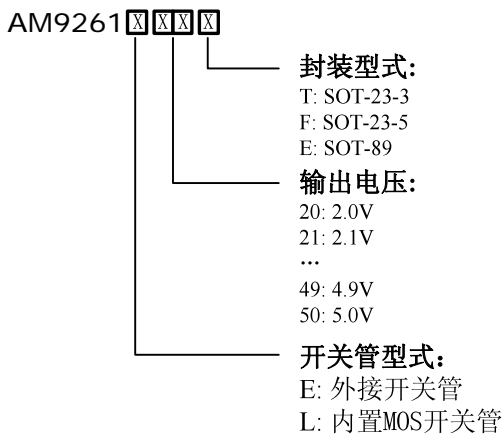 AM9261XXXX
封装型式:
T: SOT-23-3
F: SOT-23-5
E: SOT-89
输出电压:
20: 2.0V
21: 2.1V
…
49: 4.9V
50: 5.0V
开关管型式:
E: 外接开关管
L: 内置MOS开关管